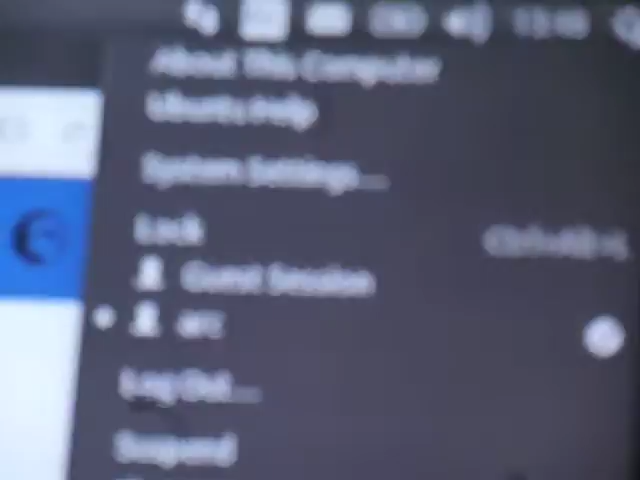 About This Computer
Ubuntu Help
System Settings...
Lock
Guest Session
Log Out...
Suspend